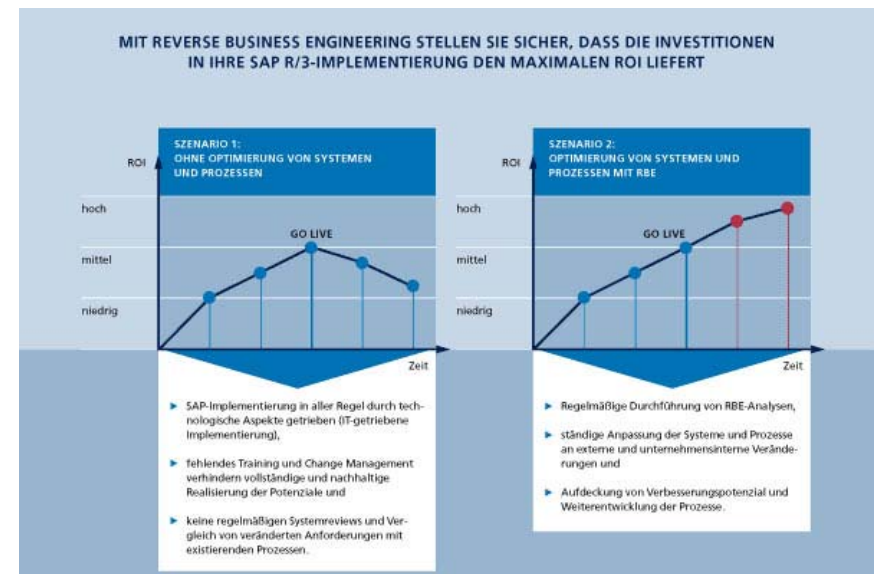 MIT REVERSE BUSINESS ENGINEERING STELLEN SIE SICHER, DASS DIE INVESTITIONEN
IN IHRE SAP R/3-IMPLEMENTIERUNG DEN MAXIMALEN ROI LIEFERT
SZENARIO 1:
OHNE OPTIMIERUNG VON SYSTEMEN
UND PROZESSEN
ROI
hoch
GO LIVE
mittel
niedrig
Zeit
► SAP-Implementierung in aller Regel durch tech-
nologische Aspekte getrieben (IT-getriebene
Implementierung),
► fehlendes Training und Change Management
verhindern vollständige und nachhaltige
Realisierung der Potenziale und
► keine regelmäßigen Systemreviews und Ver-
gleich von veränderten Anforderungen mit
existierenden Prozessen.
SZENARIO 2:
OPTIMIERUNG VON SYSTEMEN UND
PROZESSEN MIT RBE
ROI
hoch
GO LIVE
mittel
niedrig
Zeit
► Regelmäßige Durchführung von RBE-Analysen,
► ständige Anpassung der Systeme und Prozesse
an externe und unternehmensinterne Verände-
rungen und
► Aufdeckung von Verbesserungspotenzial und
Weiterentwicklung der Prozesse.